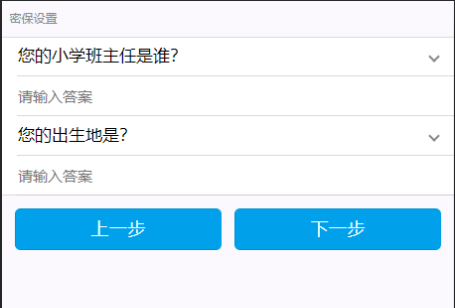 密保设置
您的小学班主任是谁？
请输入答案
您的出生地是？
请输入答案
上一步
下一步